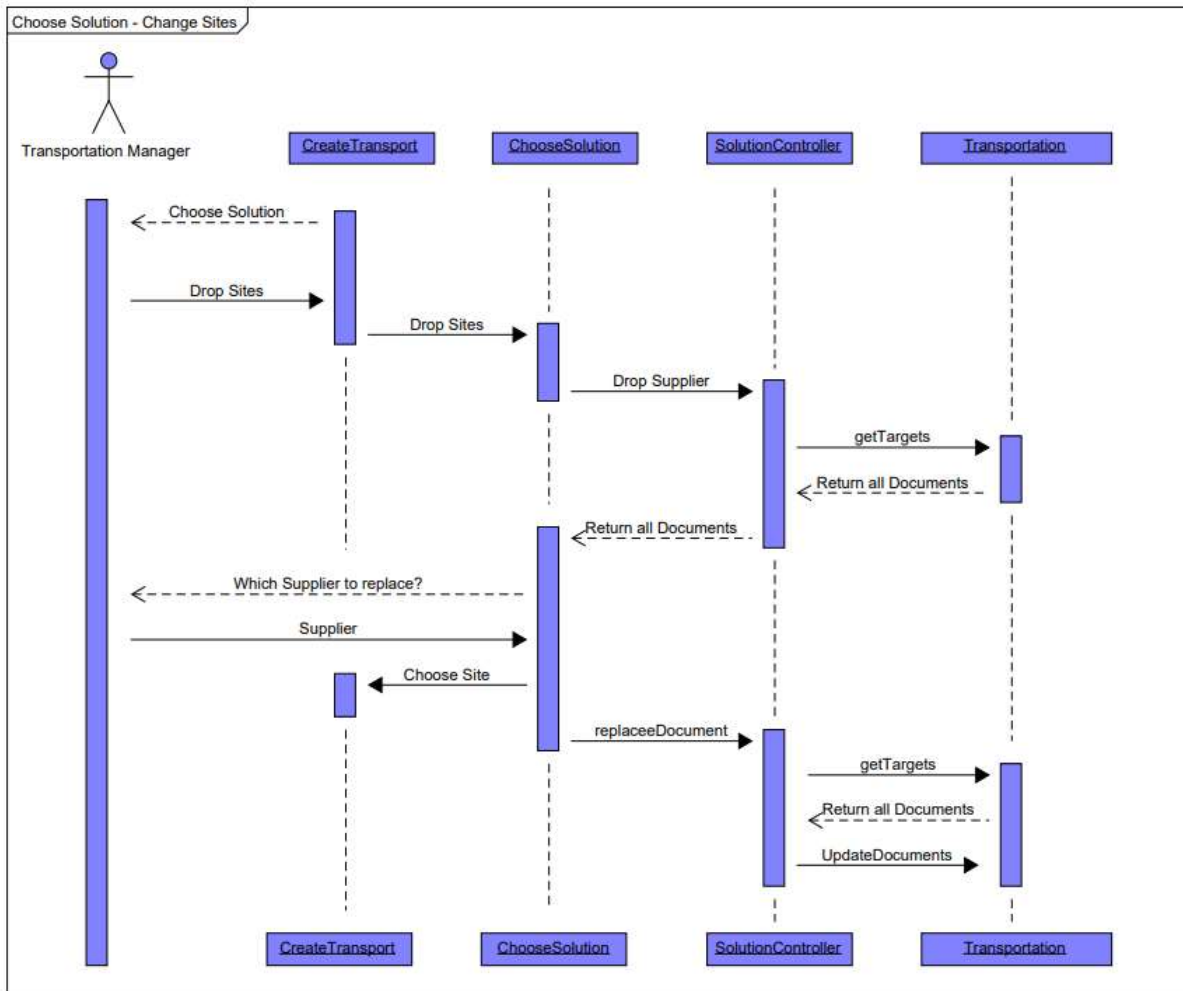 Choose Solution - Change Sites
Transportation Manager
CreateTransport
ChooseSolution
SolutionController
Transportation
Choose Solution
Drop Sites
Drop Sites
Drop Supplier
getTargets
Return all Documents
Return all Documents
Which Supplier to replace?
Supplier
Choose Site
replaceeDocument
getTargets
Return all Documents
UpdateDocuments
CreateTransport
ChooseSolution
SolutionController
Transportation